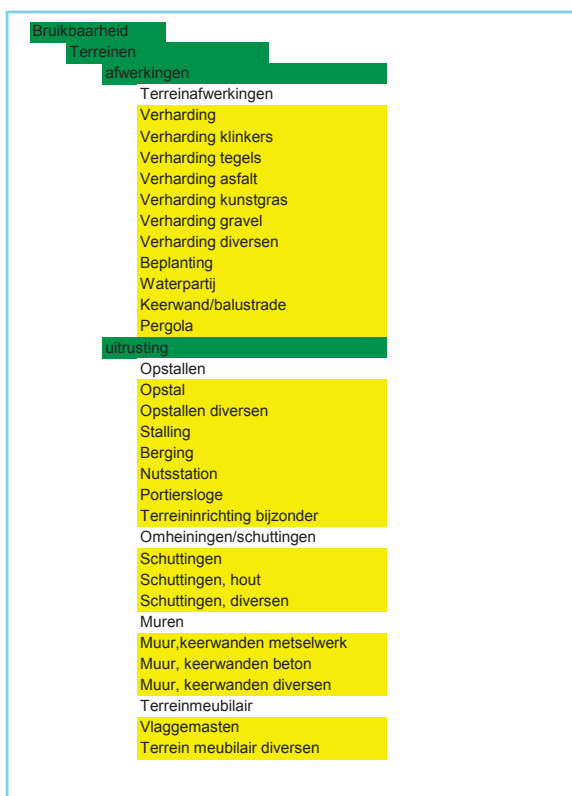 Bruikbaarheid
Terreinen
afwerkingen
Terreinafwerkingen
Verharding
Verharding klinkers
Verharding tegels
Verharding asfalt
Verharding kunstgras
Verharding gravel
Verharding diversen
Beplanting
Waterpartij
Keerwand/balustrade
Pergola
uitrusting
Opstallen
Opstal
Opstallen diversen
Stalling
Berging
Nutsstation
Portiersloge
Terreininrichting bijzonder
Omheiningen/schuttingen
Schuttingen
Schuttingen, hout
Schuttingen, diversen
Muren
Muur,keerwanden metselwerk
Muur, keerwanden beton
Muur, keerwanden diversen
Terreinmeubilair
Vlaggemasten
Terrein meubilair diversen